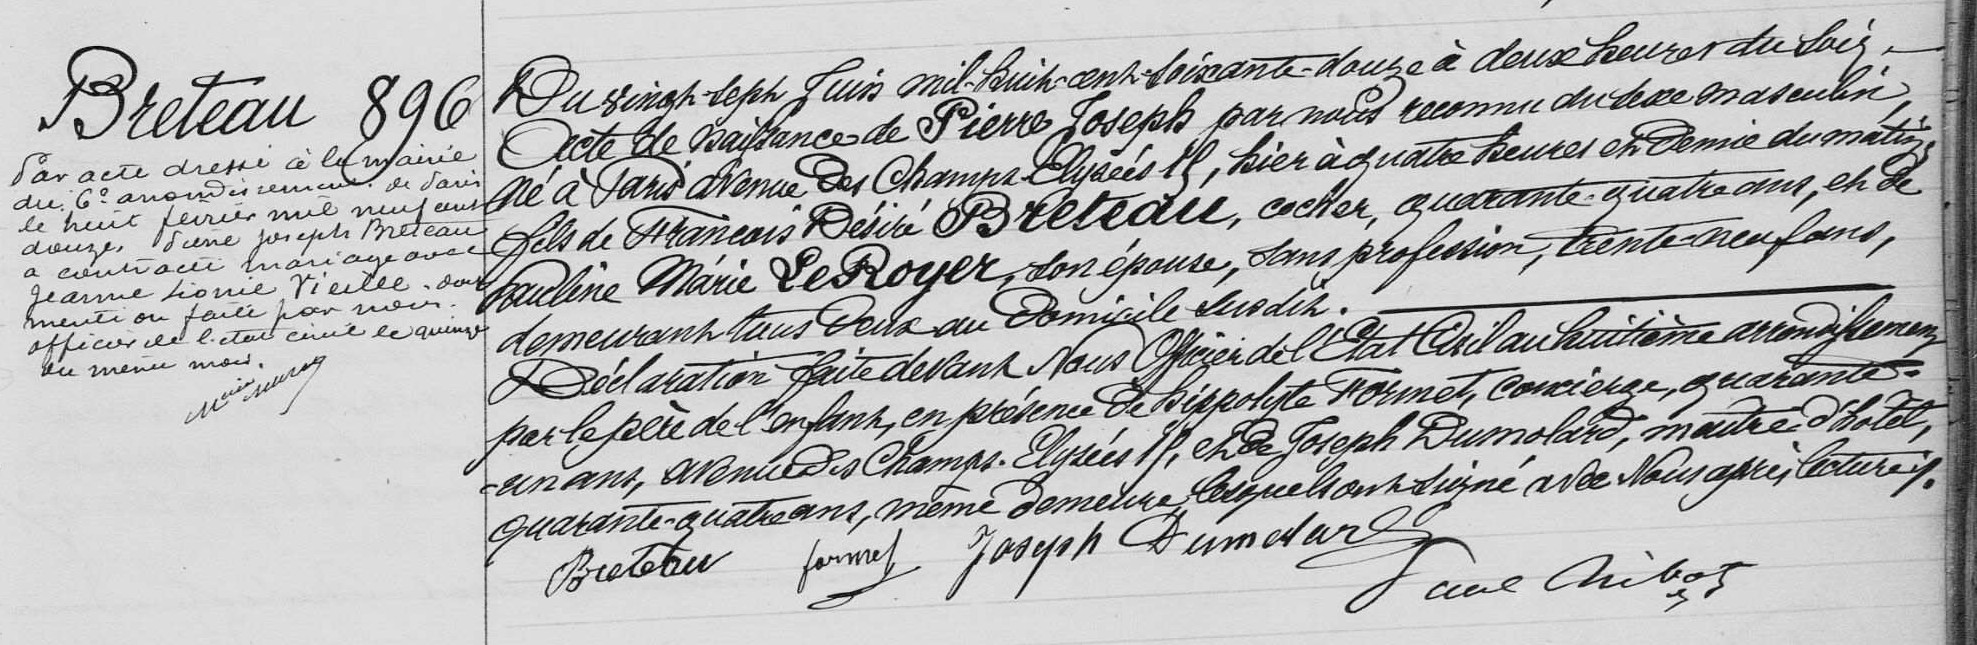 Breteau 896
Par acte dressé à la mairie
du 6e arrondissement de Paris
le huit février mil neuf cent
douze, Pierre Joseph Breteau
a contracté mariage avec
Jeanne Léonie Vieille. dont
mention faite par nous.
officier de l'état civil le quinze
du même mois.
Du vingt-sept Juin mil-huit-cent-soixante-douze à deux heures du soir.
Acte de naissance de Pierre Joseph par nous reconnu du sexe masculin,
né à Paris avenue des Champs-Elysées, hier à quatre heures et demie du matin,
fils de François Désiré Breteau, cocher, quarante-quatre ans, et de
Pauline Marie Le Royer, son épouse, sans profession, trente-neuf ans,
demeurant tous deux au domicile susdit.
Déclaration faite devant Nous Officier de l'Etat Civil au huitième arrondissement
par le père de l'enfant, en présence de Hippolyte Formet, concierge, quarante-
-un ans, avenue des Champs-Elysées, et de Joseph Dumolard, maître d'hôtel,
quarante-quatre ans, même demeure, lesquels ont signé avec Nous après lecture.
Breteau formet Joseph Dumolard
Paul